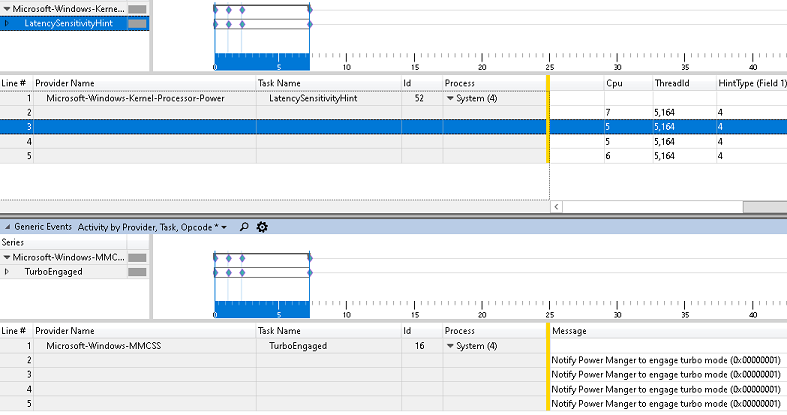 Microsoft-Windows-Kerne...
LatencySensitivityHint
0 5 10 15 20 25 30 35 40
Line # Provider Name Task Name Id Process Cpu ThreadId HintType (Field 1)
1 Microsoft-Windows-Kernel-Processor-Power LatencySensitivityHint 52 System (4)
2 7 5,164 4
3 5 5,164 4
4 5 5,164 4
5 6 5,164 4
Generic Events Activity by Provider, Task, Opcode *
Series
Microsoft-Windows-MMC...
TurboEngaged
0 5 10 15 20 25 30 35 40
Line # Provider Name Task Name Id Process Message
1 Microsoft-Windows-MMCSS TurboEngaged 16 System (4)
2 Notify Power Manger to engage turbo mode (0x00000001)
3 Notify Power Manger to engage turbo mode (0x00000001)
4 Notify Power Manger to engage turbo mode (0x00000001)
5 Notify Power Manger to engage turbo mode (0x00000001)